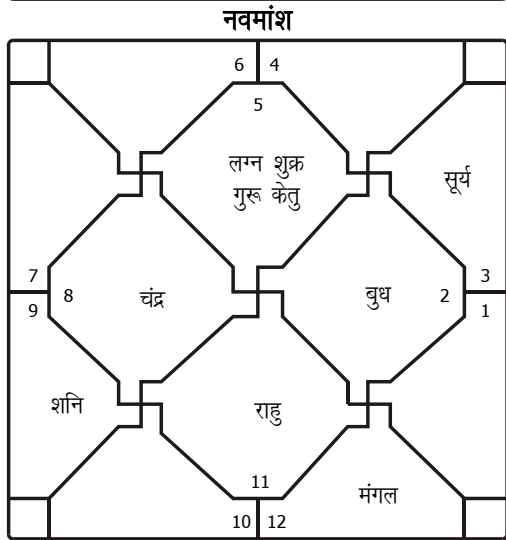 नवमांश
6 4
5
लग्न शुक्र
गुरू केतु
सूर्य
7 8 चंद्र बुध 2 3
9 1
शनि
राहु
11
मंगल
10 12